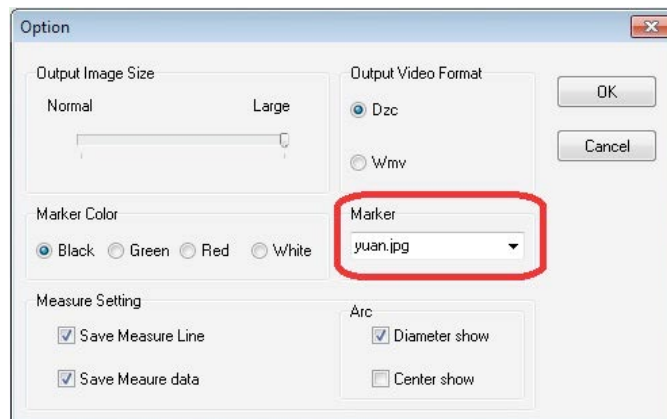 Option
Output Image Size
Normal Large
Output Video Format
Dzc
Wmv
OK
Cancel
Marker Color
Black Green Red White
Marker
yuan.jpg
Measure Setting
Save Measure Line
Save Meaure data
Arc
Diameter show
Center show